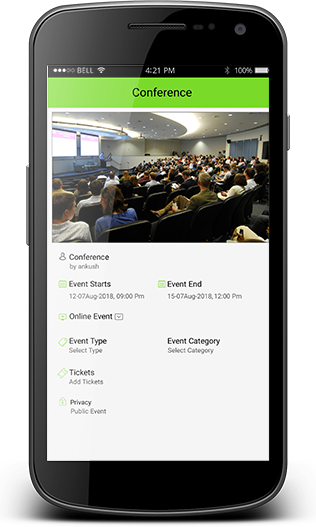 BELL 4:21 PM 100%
Conference
Conference
by ankush
Event Starts Event End
12-07Aug-2018, 09:00 Pm 15-07Aug-2018, 12:00 Pm
Online Event
Event Type Event Category
Select Type Select Category
Tickets
Add Tickets
Privacy
Public Event